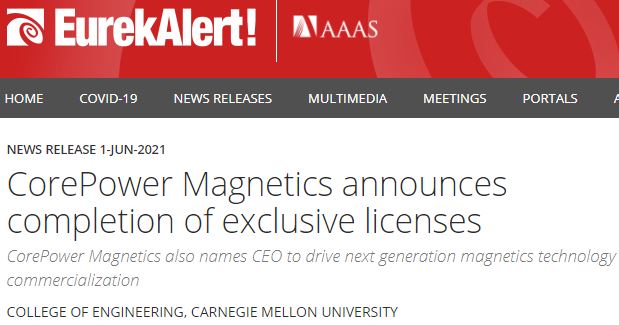 EurekAlert! AAAS
HOME COVID-19 NEWS RELEASES MULTIMEDIA MEETINGS PORTALS A
NEWS RELEASE 1-JUN-2021
CorePower Magnetics announces
completion of exclusive licenses
CorePower Magnetics also names CEO to drive next generation magnetics technology
commercialization
COLLEGE OF ENGINEERING, CARNEGIE MELLON UNIVERSITY